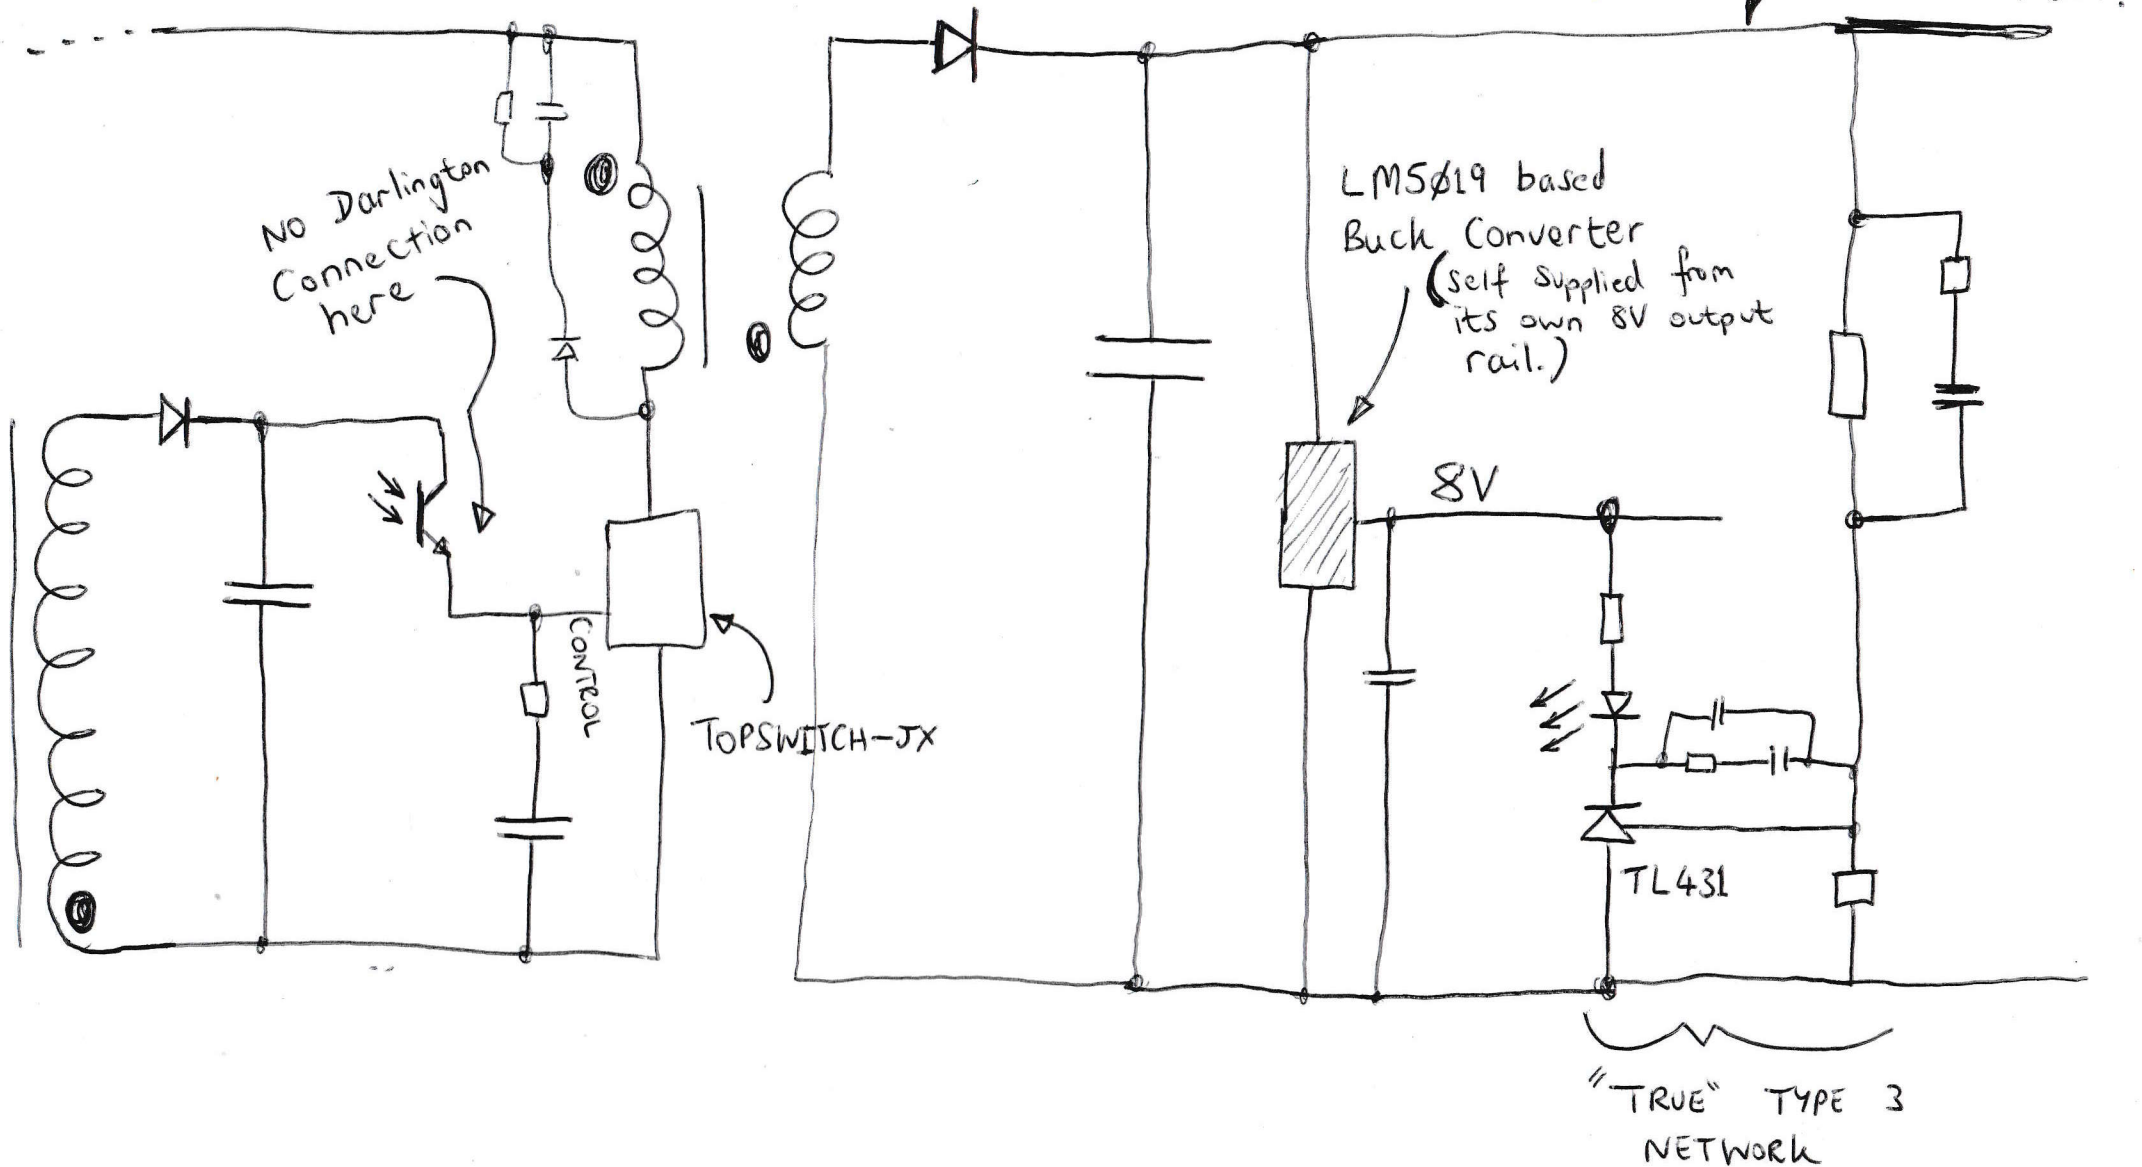 No Darlington
Connection
here
LM5Ø19 based
Buck Converter
(self supplied from
its own 8V output
rail.)
8V
CONTROL
TOPSWITCH-JX
TL431
"TRUE" TYPE 3
NETWORK